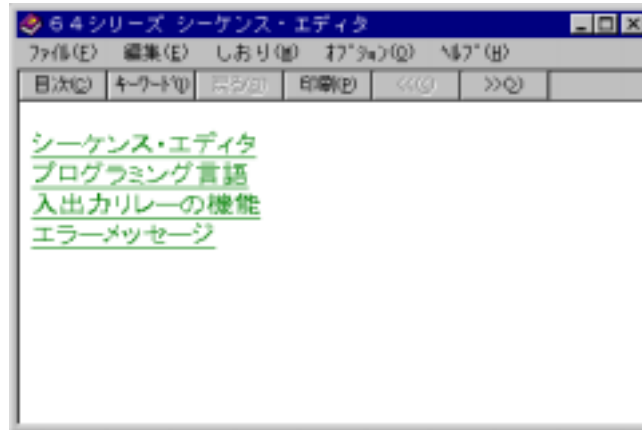 64シリーズ シーケンス・エディタ
ファイル(F) 編集(E) しおり(M) オプション(O) ヘルプ(H)
目次(C) キーワード(I) 戻る(B) 印刷(P) <<(<) >>(>)
シーケンス・エディタ
プログラミング言語
入出力リレーの機能
エラーメッセージ